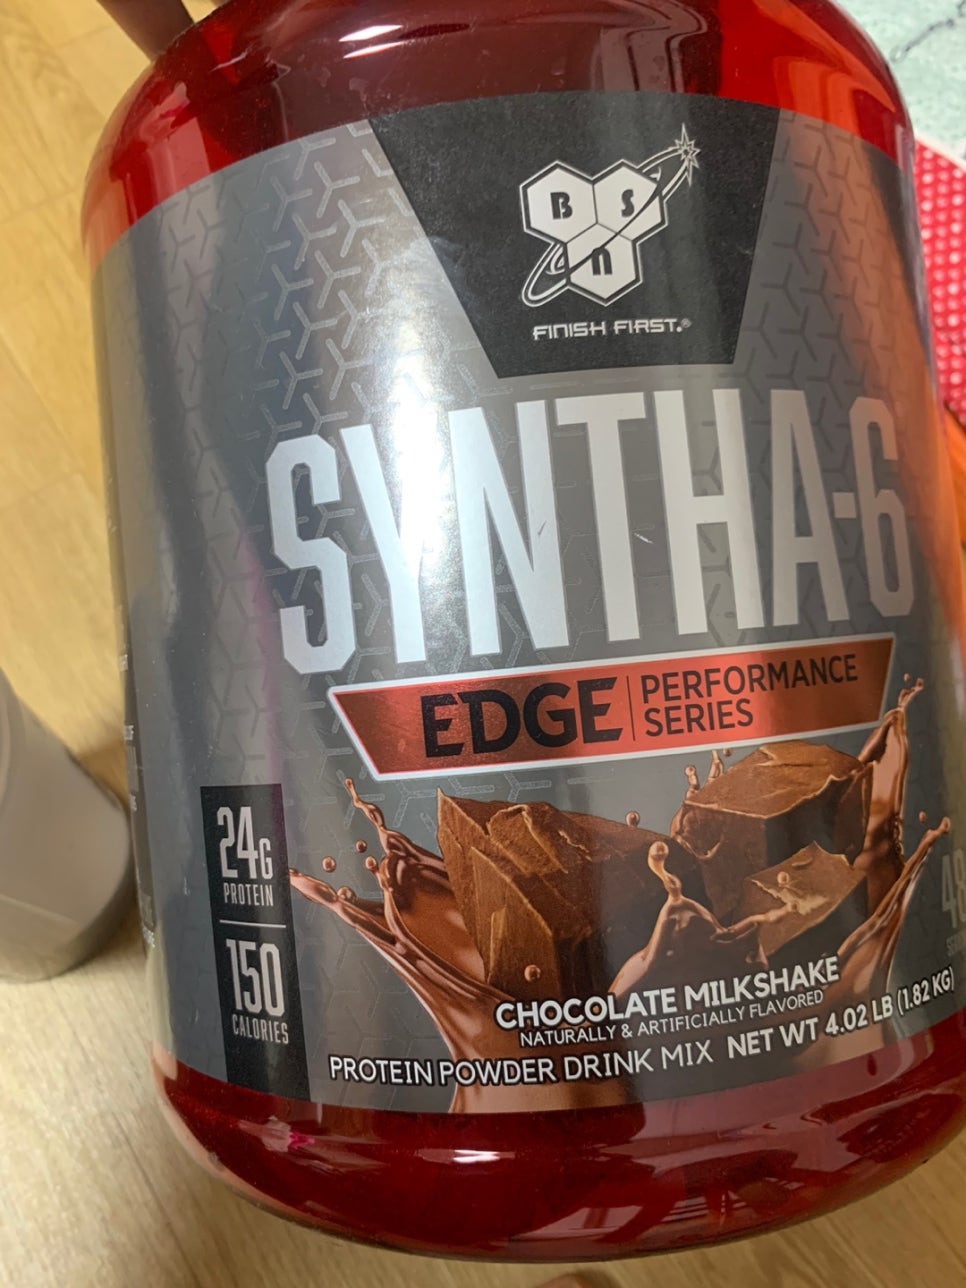 B S
n
FINISH FIRST.®
SYNTHA-6
EDGE PERFORMANCE
SERIES
24G
PROTEIN
150
CALORIES
48
CHOCOLATE MILKSHAKE
NATURALLY & ARTIFICIALLY FLAVORED
PROTEIN POWDER DRINK MIX NET WT 4.02 LB (1.82 KG)